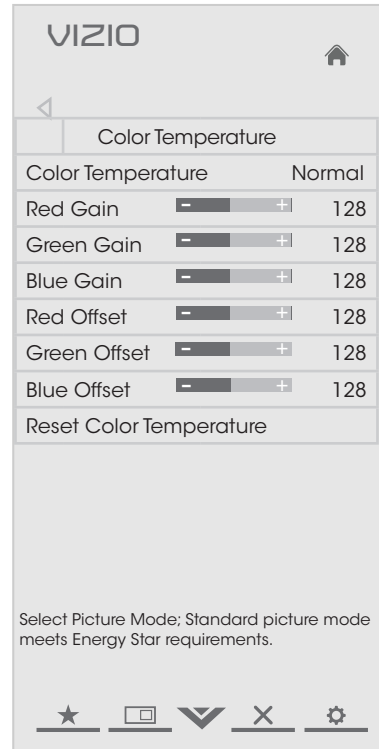 VIZIO
Color Temperature
Color Temperature Normal
Red Gain - + 128
Green Gain - + 128
Blue Gain - + 128
Red Offset - + 128
Green Offset - + 128
Blue Offset - + 128
Reset Color Temperature
Select Picture Mode; Standard picture mode
meets Energy Star requirements.